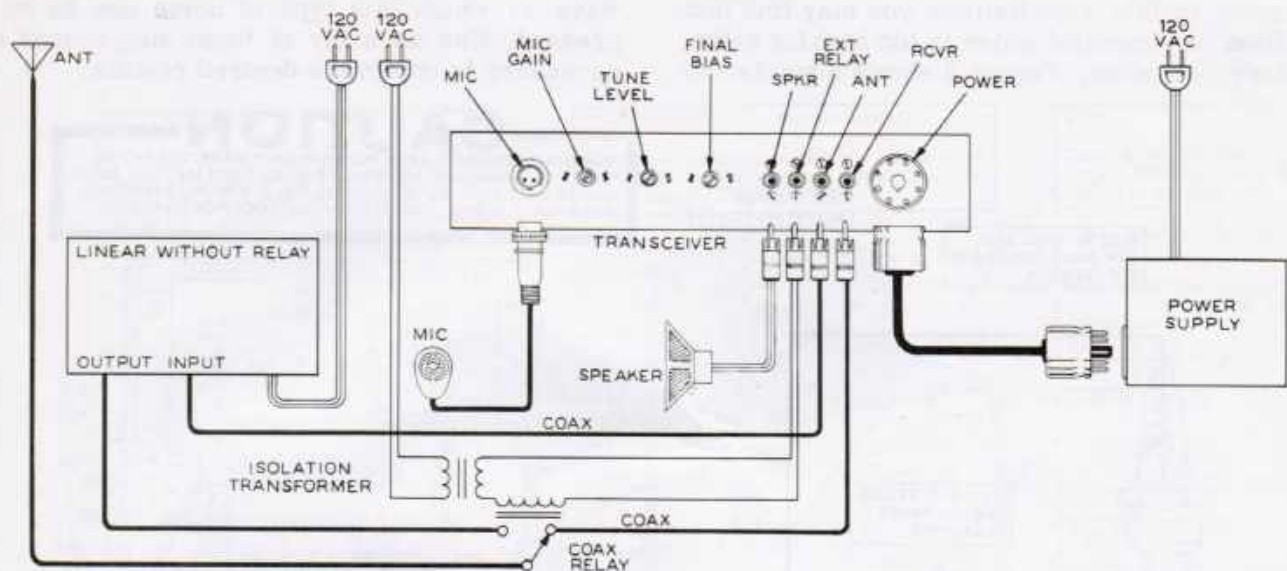 ANT
120
VAC
120
VAC
MIC
MIC
GAIN
TUNE
LEVEL
FINAL
BIAS
SPKR
EXT
RELAY
ANT
RCVR
POWER
120
VAC
TRANSCEIVER
LINEAR WITHOUT RELAY
OUTPUT INPUT
MIC
SPEAKER
POWER
SUPPLY
COAX
ISOLATION
TRANSFORMER
COAX
COAX
RELAY